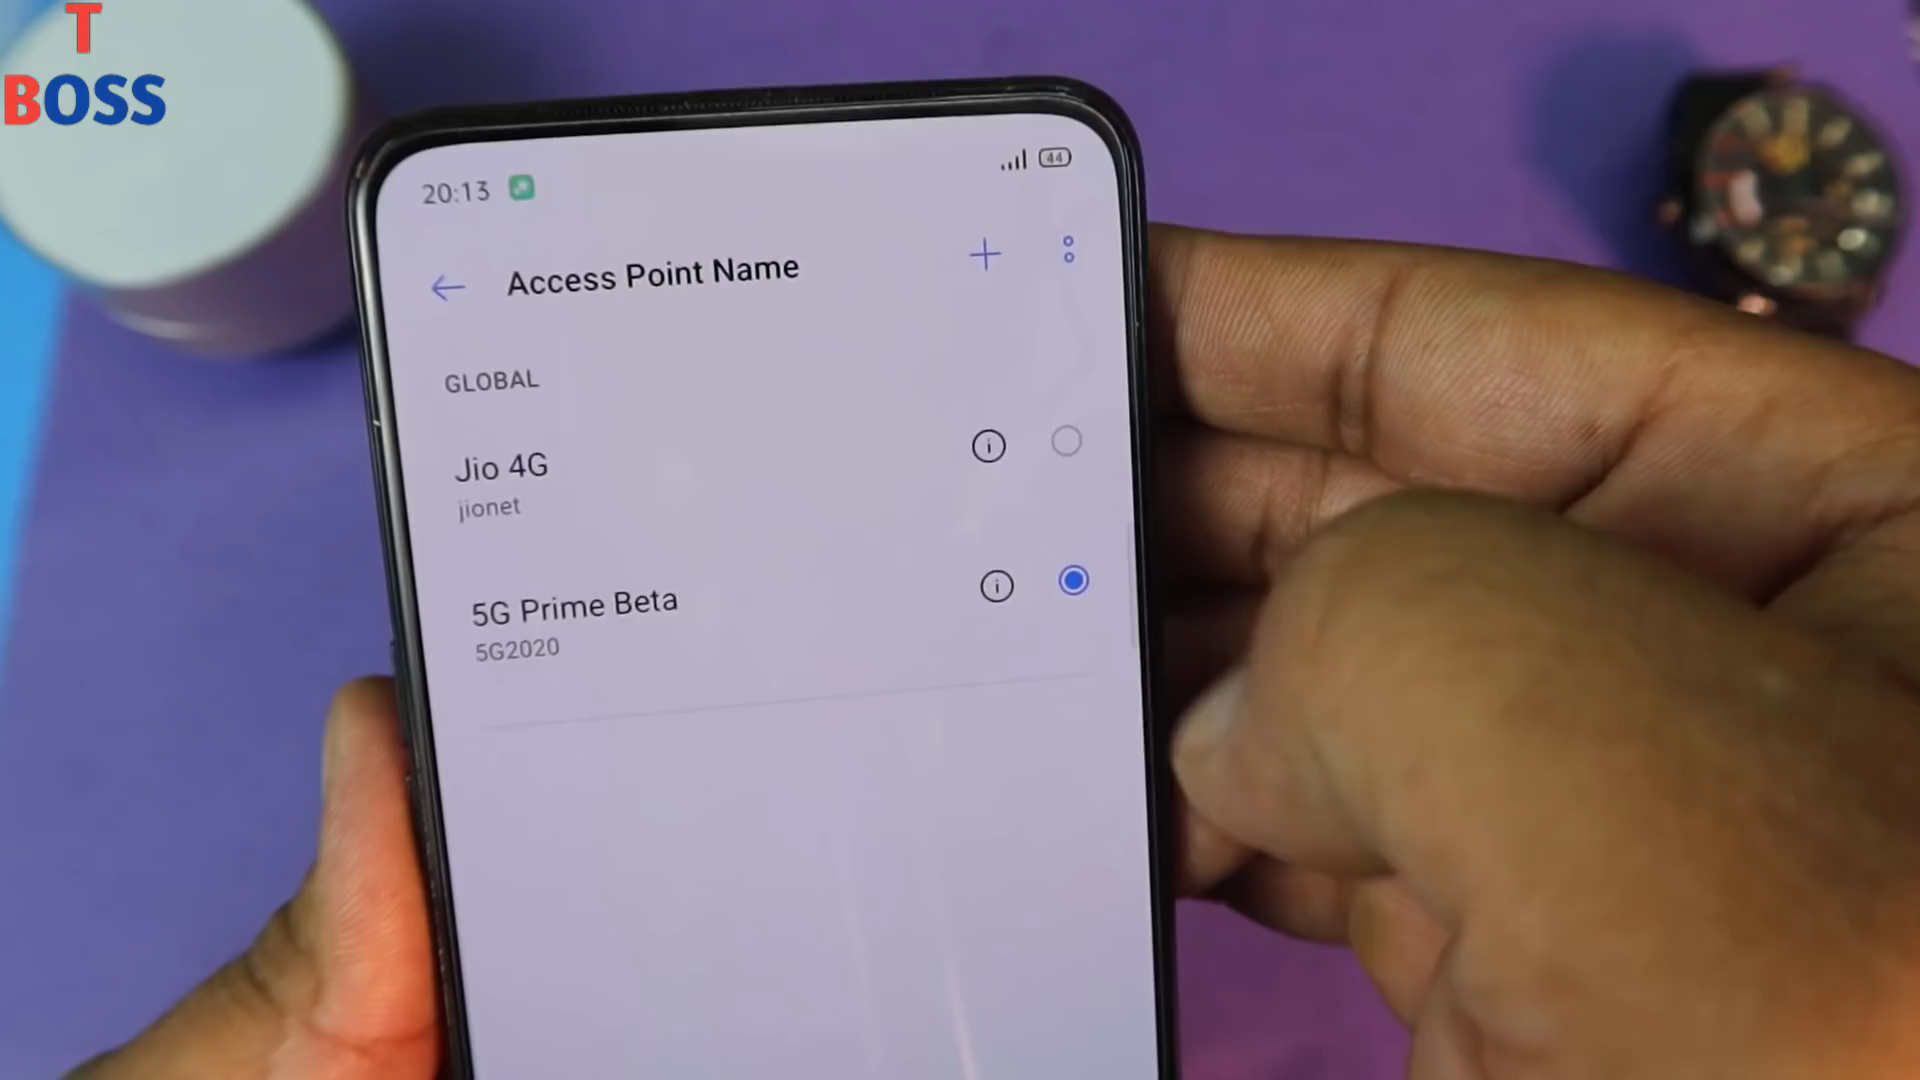 T
BOSS
20:13
44
Access Point Name
GLOBAL
Jio 4G
jionet
5G Prime Beta
5G2020